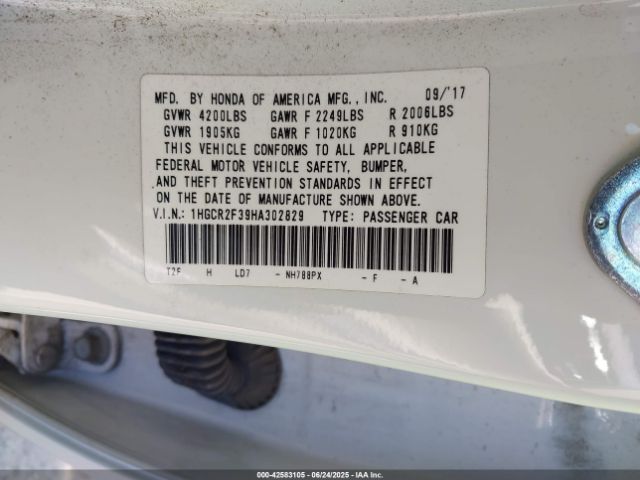 MFD. BY HONDA OF AMERICA MFG., INC. 09/'17
GVWR 4200LBS GAWR F 2249LBS R 2006LBS
GVWR 1905KG GAWR F 1020KG R 910KG
THIS VEHICLE CONFORMS TO ALL APPLICABLE
FEDERAL MOTOR VEHICLE SAFETY, BUMPER,
AND THEFT PREVENTION STANDARDS IN EFFECT
ON THE DATE OF MANUFACTURE SHOWN ABOVE.
V.I.N: 1HGCR2F39HA302829 TYPE: PASSENGER CAR
T2F H LD7 - NH788PX - F - A
000-42583105 - 06/24/2025 - IAAI Inc.